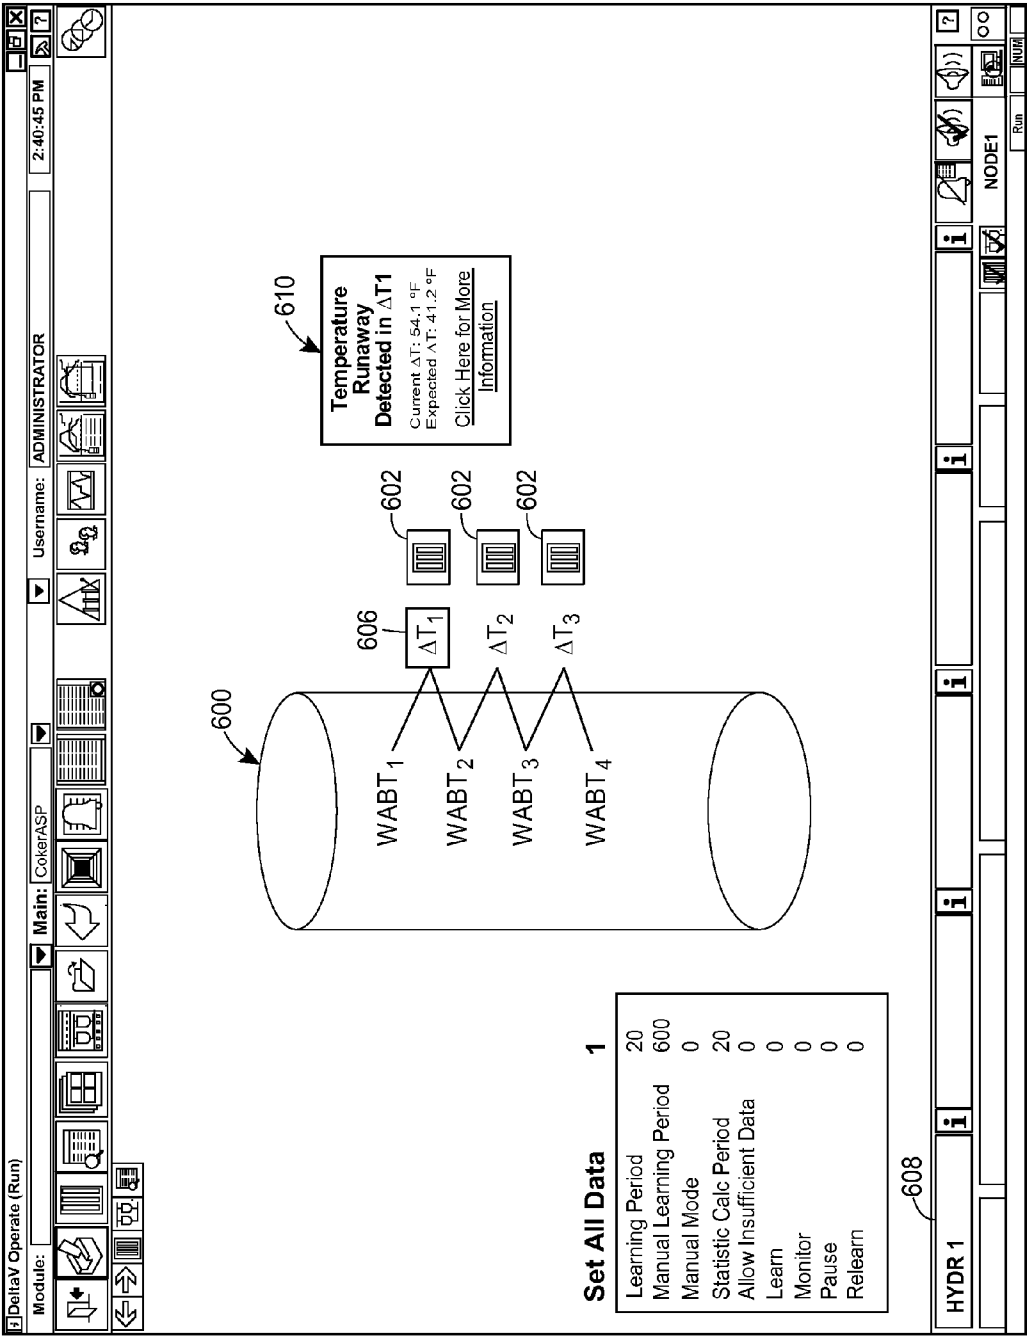 DeltaV Operate (Run)
Module:
Main: CokerASP
Username: ADMINISTRATOR
2:40:45 PM
?
600
WABT1
WABT2
WABT3
WABT4
606
ΔT1
ΔT2
ΔT3
602
602
602
610
Temperature
Runaway
Detected in ΔT1
Current ΔT: 54.1 °F
Expected ΔT: 41.2 °F
Click Here for More
Information
Set All Data 1
Learning Period 20
Manual Learning Period 600
Manual Mode 0
Statistic Calc Period 20
Allow Insufficient Data 0
Learn 0
Monitor 0
Pause 0
Relearn 0
608
HYDR 1
i
i
i
i
i
?
NODE1
Run
NUM